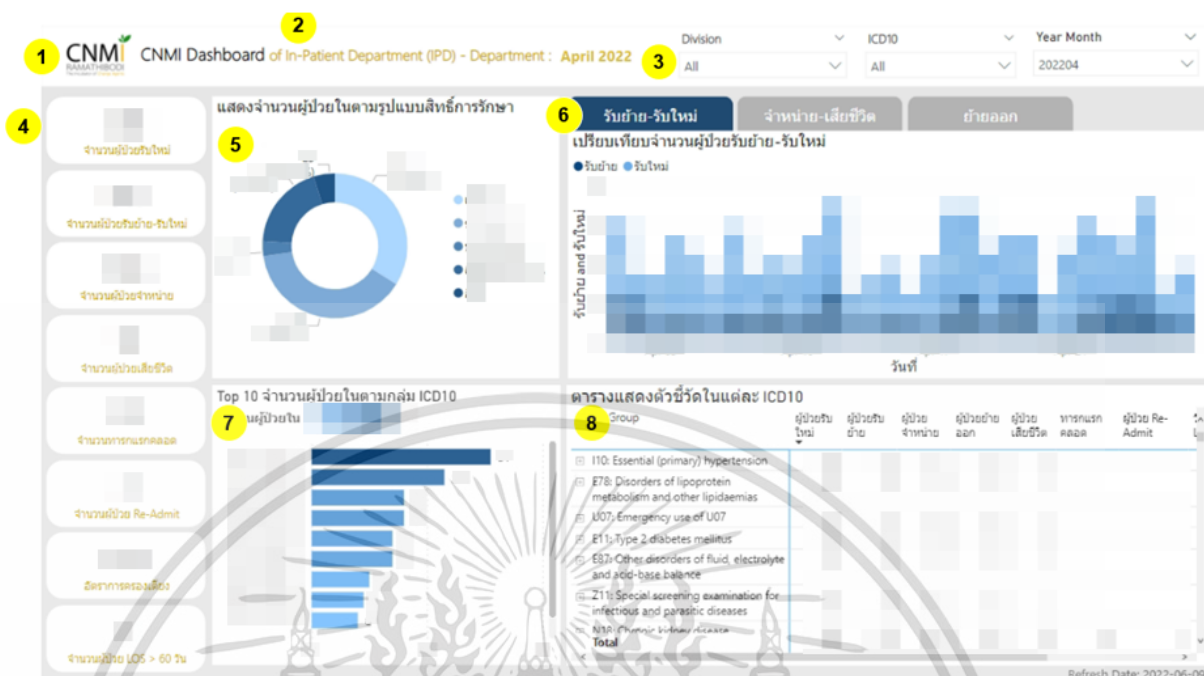 2
1
CNMI
RAMATHIBODI
CNMI Dashboard of In-Patient Department (IPD) - Department : April 2022
3
Division
All
ICD10
All
Year Month
202204
4
จำนวนผู้ป่วยรับใหม่
จำนวนผู้ป่วยรับย้าย-รับใหม่
จำนวนผู้ป่วยจำหน่าย
จำนวนผู้ป่วยเสียชีวิต
จำนวนทารกแรกคลอด
จำนวนผู้ป่วย Re-Admit
อัตราการครองเตียง
จำนวนผู้ป่วย LOS > 60 วัน
แสดงจำนวนผู้ป่วยในตามรูปแบบสิทธิ์การรักษา
5
6
รับย้าย-รับใหม่
จำหน่าย-เสียชีวิต
ย้ายออก
เปรียบเทียบจำนวนผู้ป่วยรับย้าย-รับใหม่
รับย้าย รับใหม่
รับย้าย and รับใหม่
วันที่
Top 10 จำนวนผู้ป่วยในตามกลุ่ม ICD10
7
นผู้ป่วยใน
ตารางแสดงตัวชี้วัดในแต่ละ ICD10
8
Group
ผู้ป่วยรับใหม่
ผู้ป่วยรับย้าย
ผู้ป่วยจำหน่าย
ผู้ป่วยย้ายออก
ผู้ป่วยเสียชีวิต
ทารกแรกคลอด
ผู้ป่วย Re-Admit
I10: Essential (primary) hypertension
E78: Disorders of lipoprotein
metabolism and other lipidaemias
U07: Emergency use of U07
E11: Type 2 diabetes mellitus
E87: Other disorders of fluid, electrolyte
and acid-base balance
Z11: Special screening examination for
infectious and parasitic diseases
N18: Chronic kidney disease
Total
Refresh Date: 2022-06-09